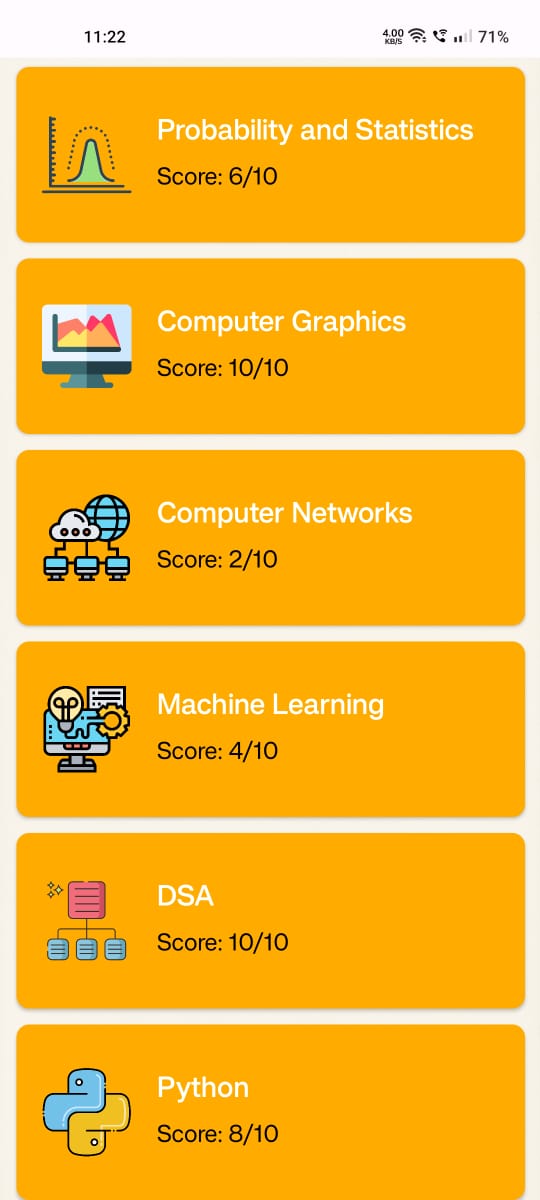 11:22
4.00
KB/S
71%
Probability and Statistics
Score: 6/10
Computer Graphics
Score: 10/10
Computer Networks
Score: 2/10
Machine Learning
Score: 4/10
DSA
Score: 10/10
Python
Score: 8/10